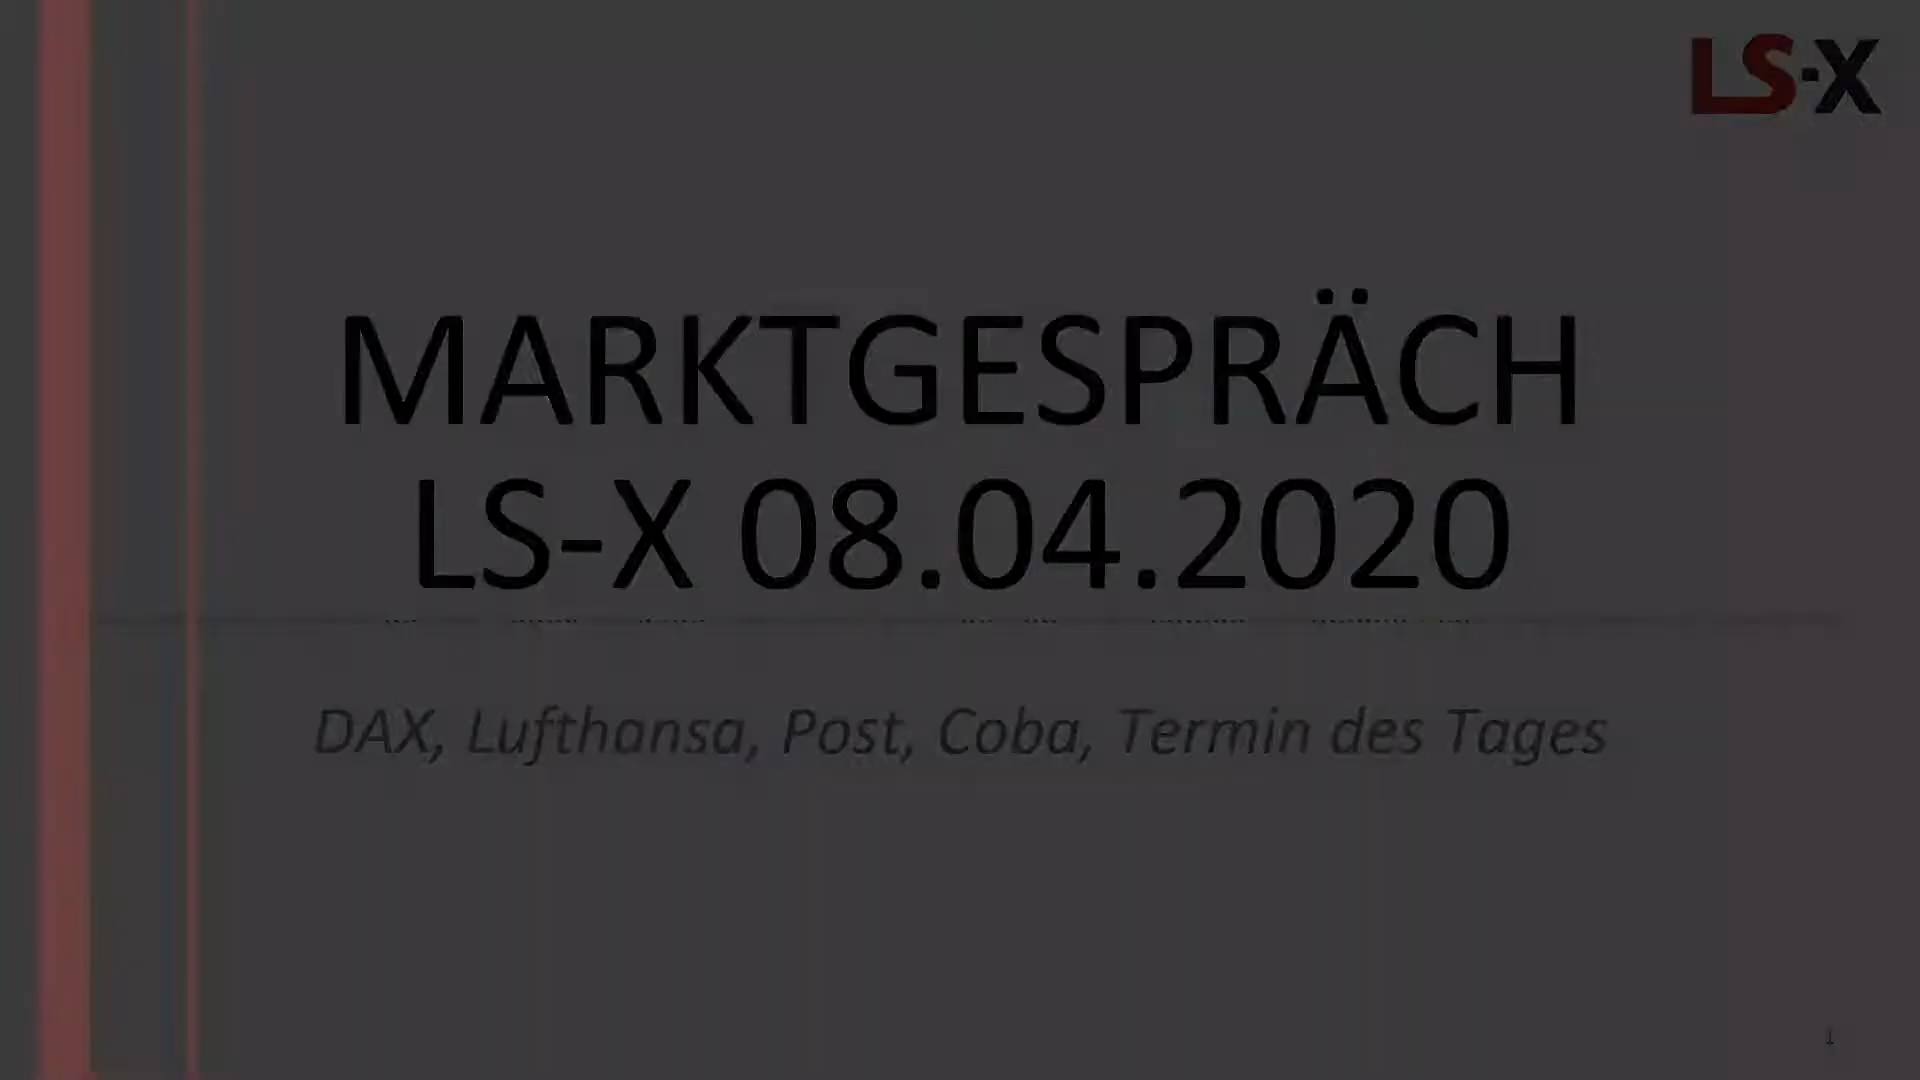 LS-X
MARKTGESPRÄCH
LS-X 08.04.2020
DAX, Lufthansa, Post, Coba, Termin des Tages
1